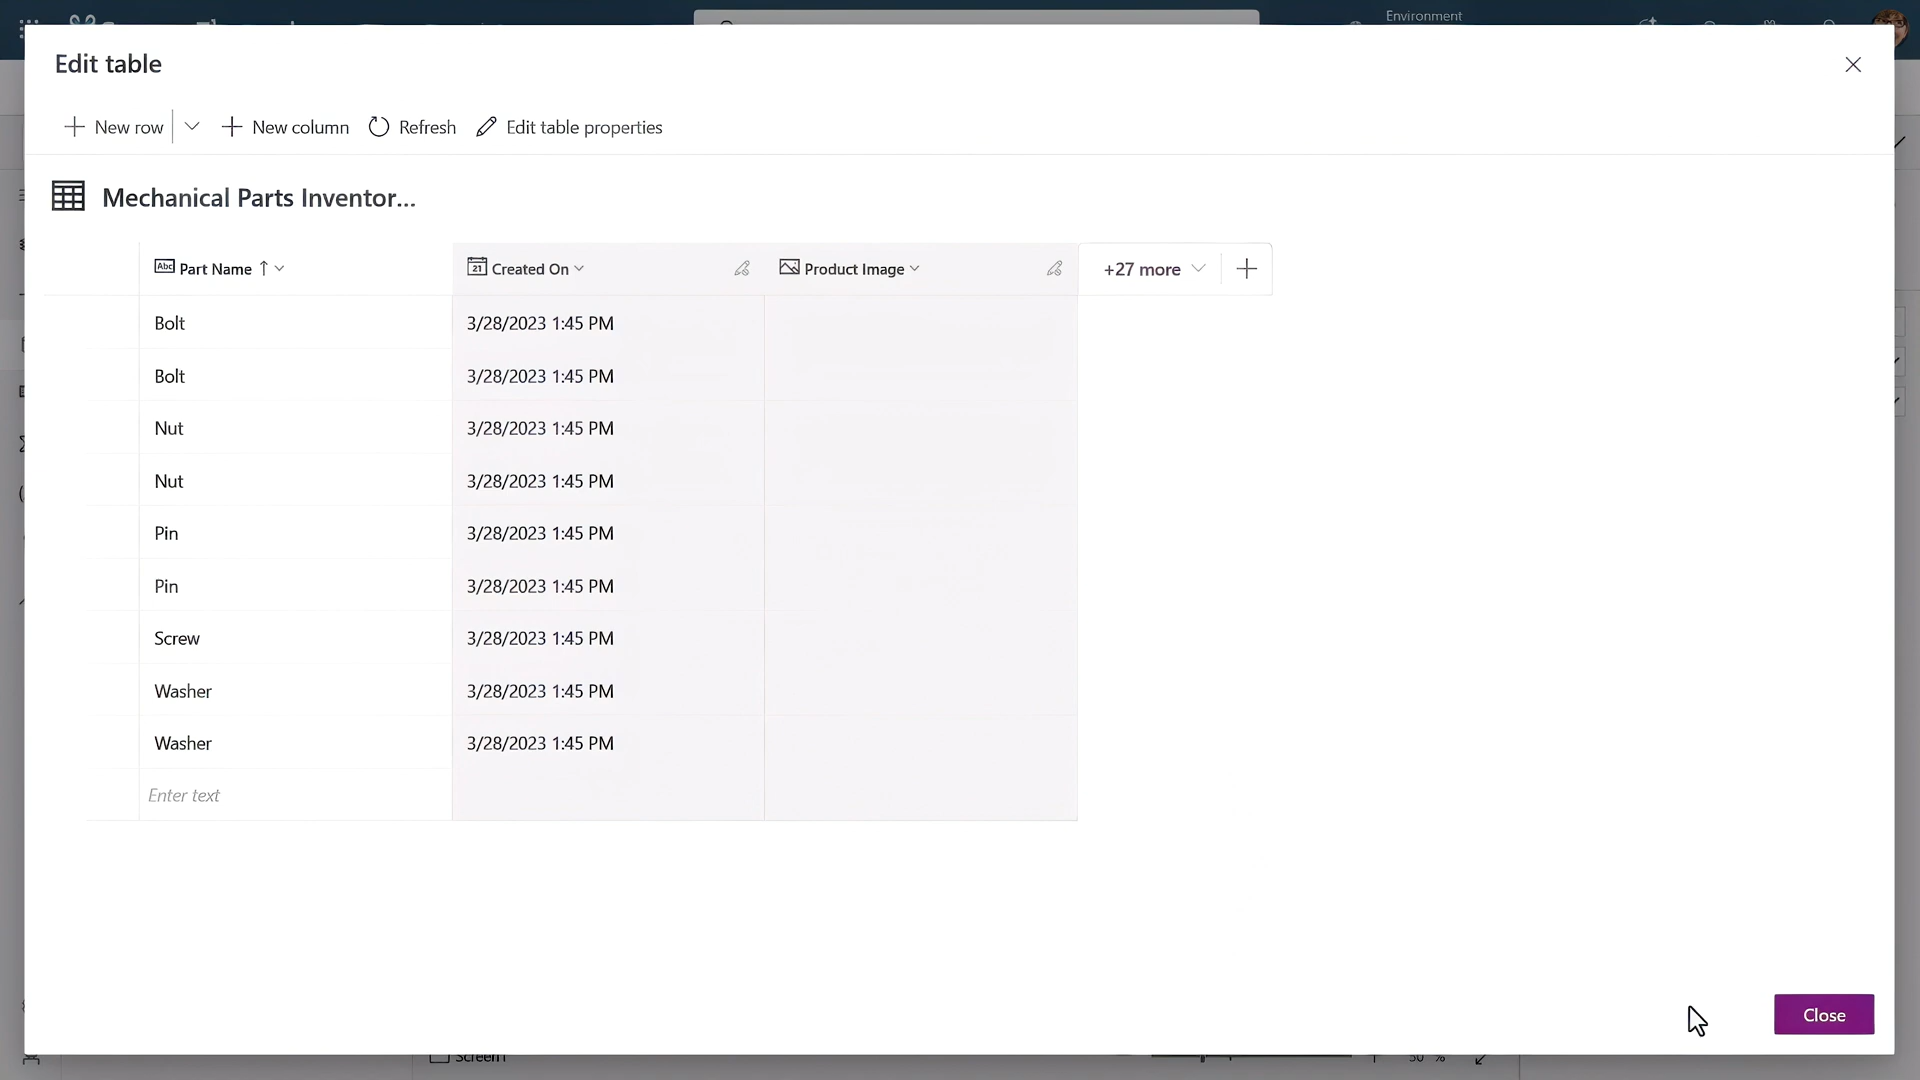 Environment
Edit table
New row
New column
Refresh
Edit table properties
Mechanical Parts Inventor...
Abc Part Name
21 Created On
Product Image
+27 more
Bolt 3/28/2023 1:45 PM
Bolt 3/28/2023 1:45 PM
Nut 3/28/2023 1:45 PM
Nut 3/28/2023 1:45 PM
Pin 3/28/2023 1:45 PM
Pin 3/28/2023 1:45 PM
Screw 3/28/2023 1:45 PM
Washer 3/28/2023 1:45 PM
Washer 3/28/2023 1:45 PM
Enter text
Close
Screen1
50 %